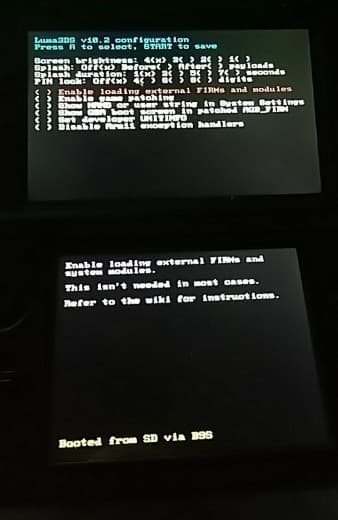 Luma3DS v10.2 configuration
Press A to select, START to save
Screen brightness: 4(x) 3( ) 2( ) 1( )
Splash: Off(x) Before( ) After( ) payloads
Splash duration: 1(x) 3( ) 5( ) 7( ) seconds
PIN lock: Off(x) 4( ) 6( ) 8( ) digits
( ) Enable loading external FIRMs and modules
( ) Enable game patching
( ) Show NAND or user string in System Settings
( ) Show GBA boot screen in patched AGB_FIRM
( ) Set developer UNITINFO
( ) Disable Arm11 exception handlers
Enable loading external FIRMs and
system modules.
This isn't needed in most cases.
Refer to the wiki for instructions.
Booted from SD via B9S